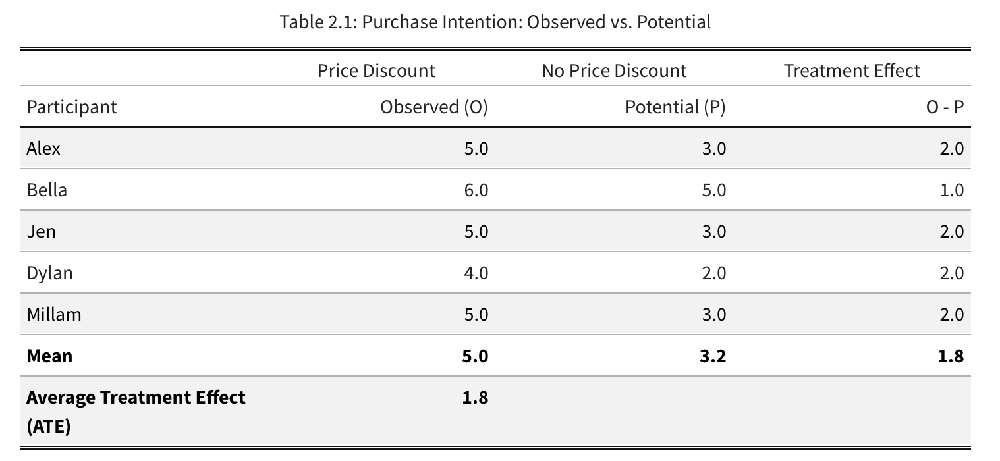 Table 2.1: Purchase Intention: Observed vs. Potential
Price Discount No Price Discount Treatment Effect
Participant Observed (O) Potential (P) O - P
Alex 5.0 3.0 2.0
Bella 6.0 5.0 1.0
Jen 5.0 3.0 2.0
Dylan 4.0 2.0 2.0
Millam 5.0 3.0 2.0
Mean 5.0 3.2 1.8
Average Treatment Effect 1.8
(ATE)